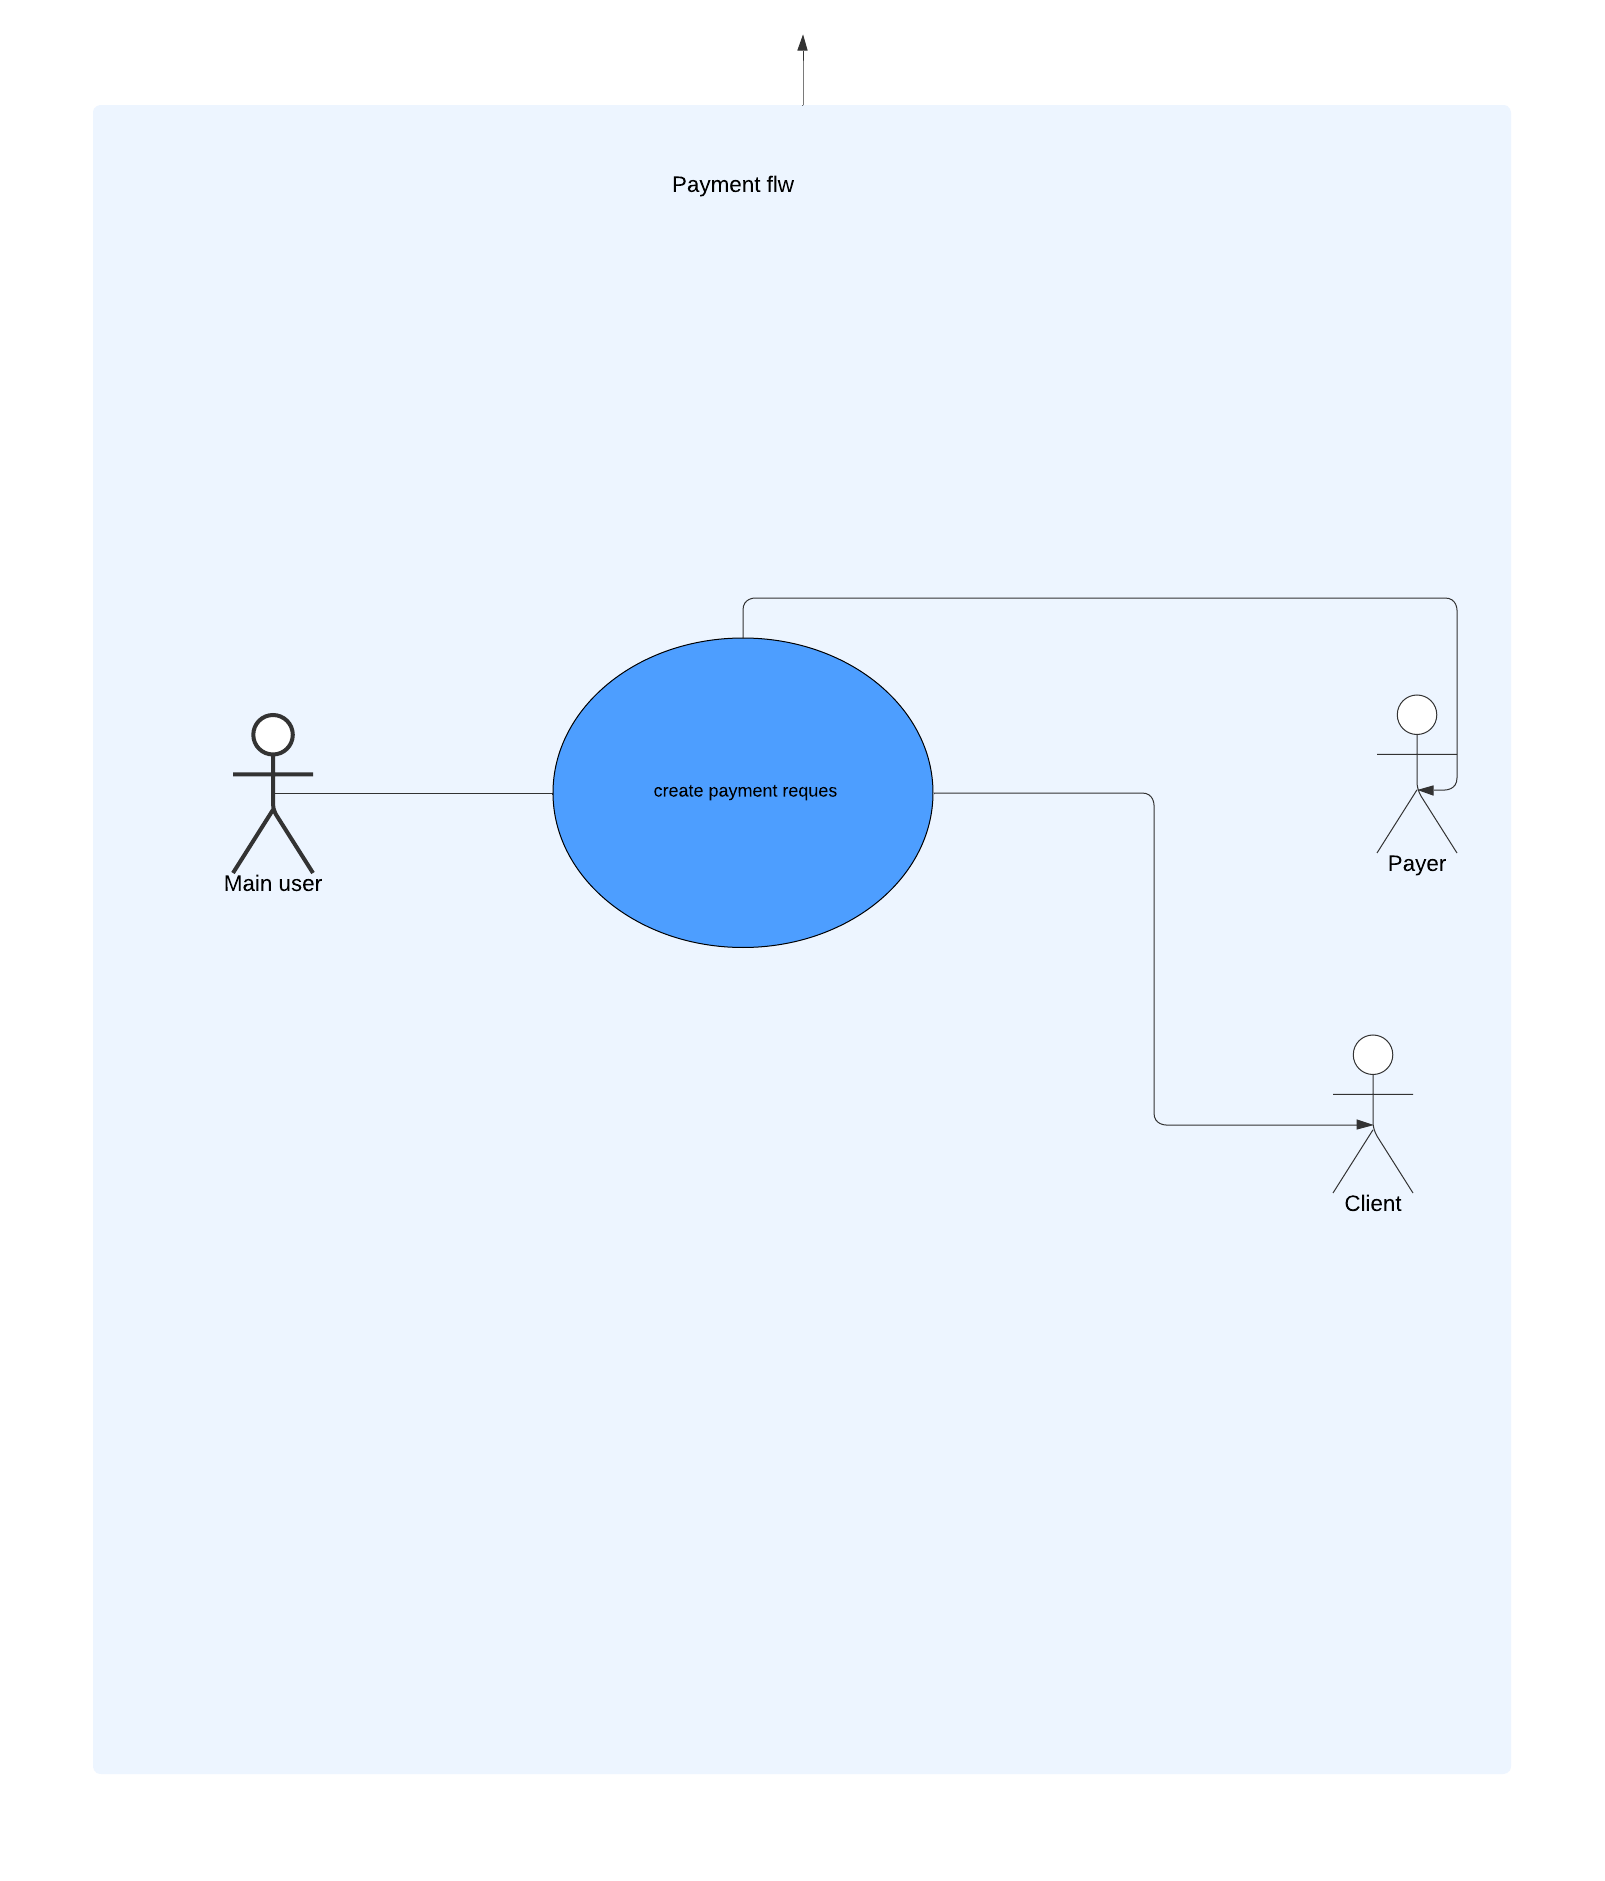 Payment flw
create payment reques
Main user
Payer
Client